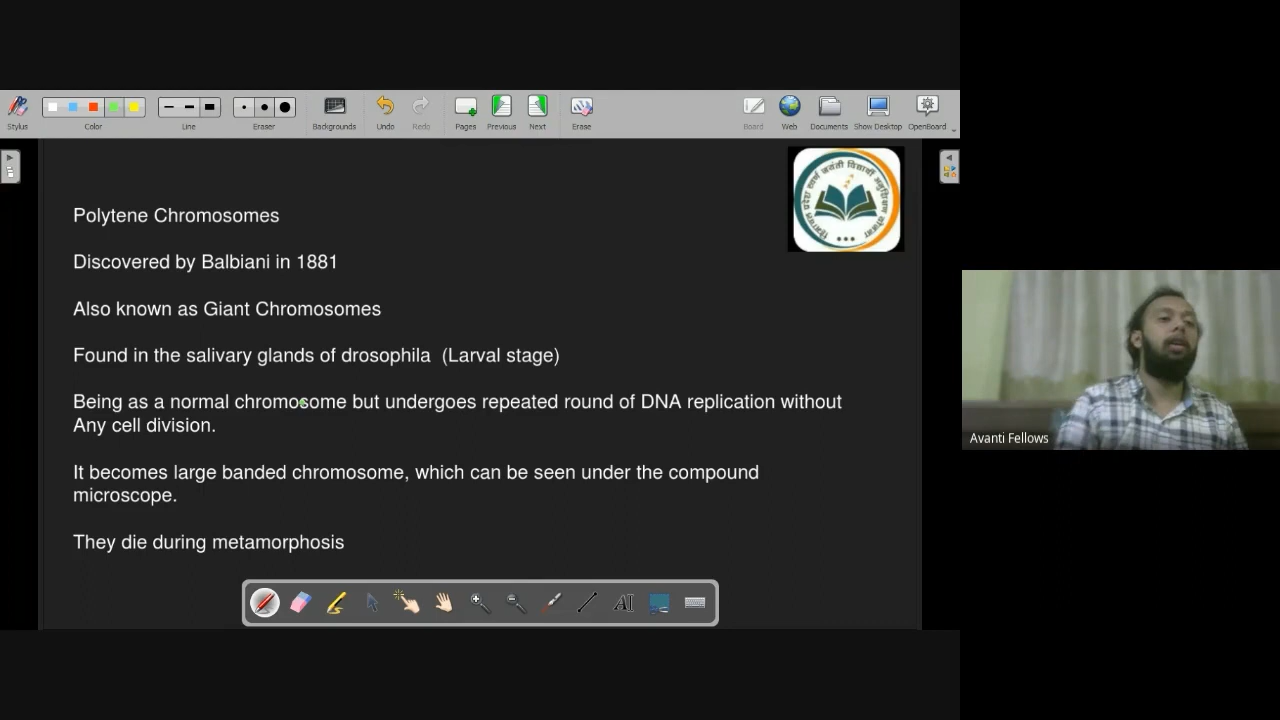 Stylus
Color
Line
Eraser
Backgrounds
Undo
Redo
Pages
Previous
Next
Erase
Board
Web
Documents
Show Desktop
OpenBoard
Polytene Chromosomes
Discovered by Balbiani in 1881
Also known as Giant Chromosomes
Found in the salivary glands of drosophila (Larval stage)
Being as a normal chromosome but undergoes repeated round of DNA replication without
Any cell division.
It becomes large banded chromosome, which can be seen under the compound
microscope.
They die during metamorphosis
AI
Avanti Fellows